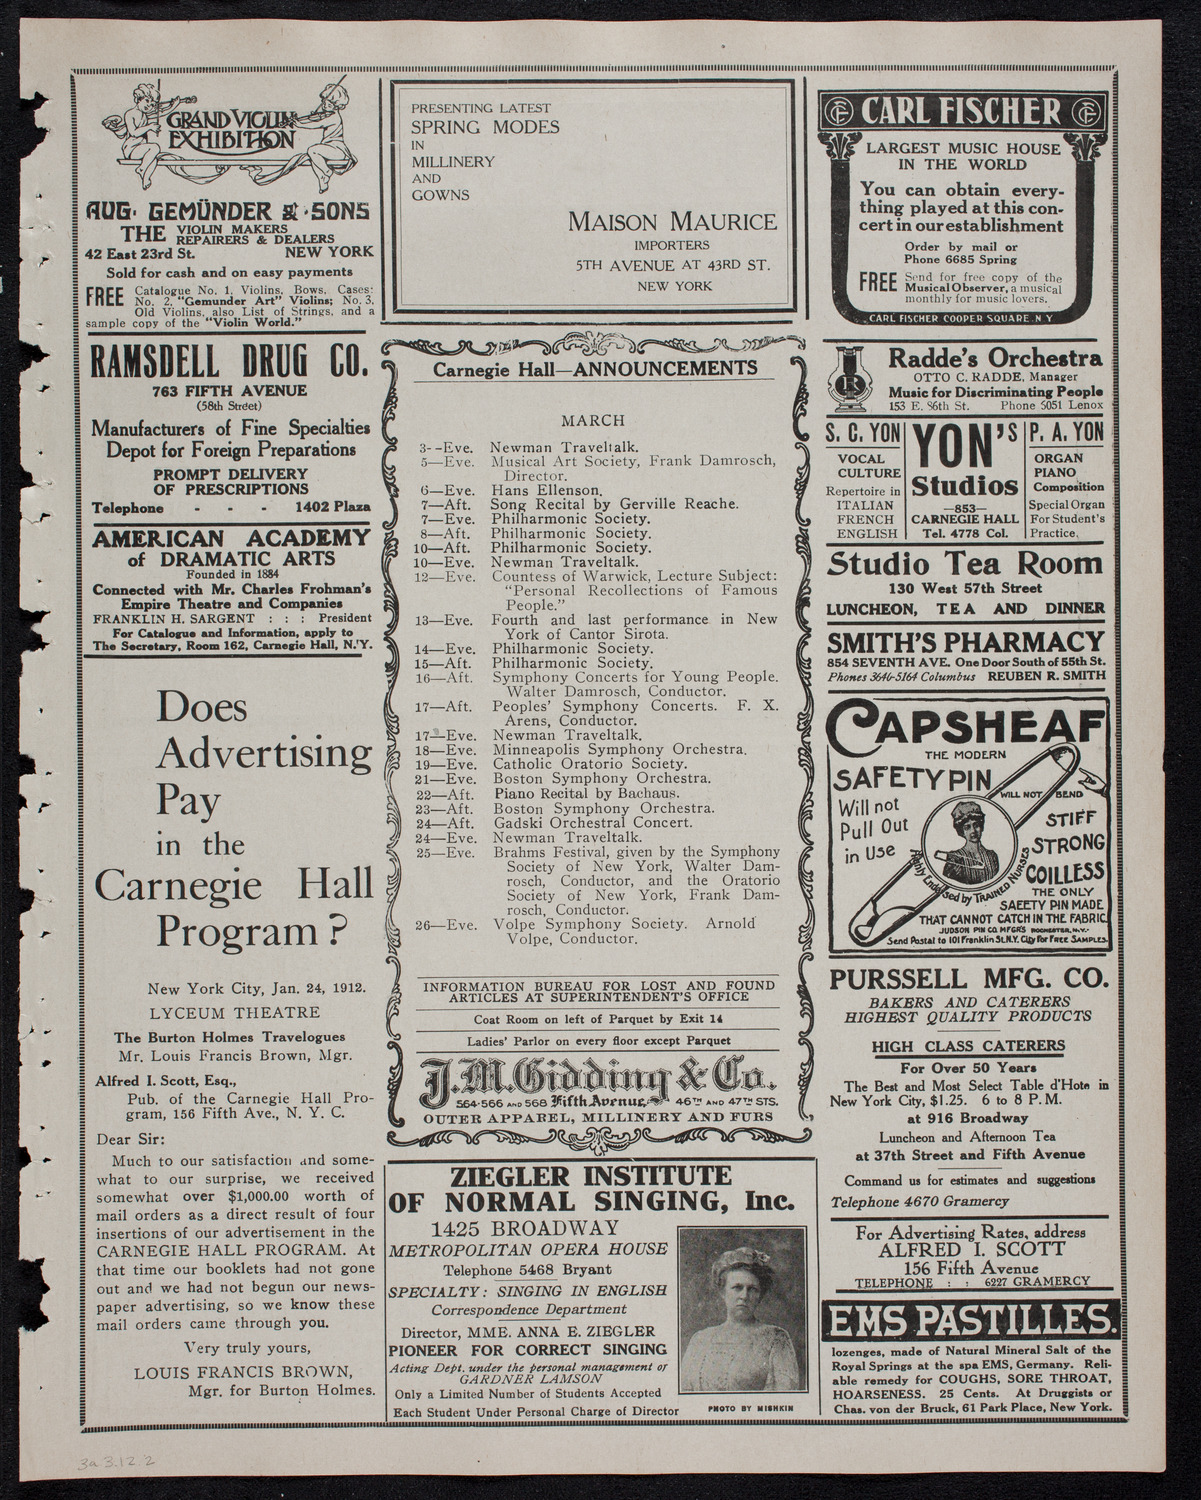 GRAND VIOLIN
EXHIBITION
AUG. GEMÜNDER & SONS
THE VIOLIN MAKERS
REPAIRERS & DEALERS
42 East 23rd St. NEW YORK
Sold for cash and on easy payments
FREE Catalogue No. 1, Violins, Bows, Cases:
No. 2, "Gemunder Art" Violins; No. 3,
Old Violins, also List of Strings, and a
sample copy of the "Violin World."
RAMSDELL DRUG CO.
763 FIFTH AVENUE
(58th Street)
Manufacturers of Fine Specialties
Depot for Foreign Preparations
PROMPT DELIVERY
OF PRESCRIPTIONS
Telephone - - - 1402 Plaza
AMERICAN ACADEMY
of DRAMATIC ARTS
Founded in 1884
Connected with Mr. Charles Frohman's
Empire Theatre and Companies
FRANKLIN H. SARGENT : : : President
For Catalogue and Information, apply to
The Secretary, Room 162, Carnegie Hall, N.Y.
Does
Advertising
Pay
in the
Carnegie Hall
Program?
New York City, Jan. 24, 1912.
LYCEUM THEATRE
The Burton Holmes Travelogues
Mr. Louis Francis Brown, Mgr.
Alfred I. Scott, Esq.,
Pub. of the Carnegie Hall Pro-
gram, 156 Fifth Ave., N. Y. C.
Dear Sir:
Much to our satisfaction and some-
what to our surprise, we received
somewhat over $1,000.00 worth of
mail orders as a direct result of four
insertions of our advertisement in the
CARNEGIE HALL PROGRAM. At
that time our booklets had not gone
out and we had not begun our news-
paper advertising, so we know these
mail orders came through you.
Very truly yours,
LOUIS FRANCIS BROWN,
Mgr. for Burton Holmes.
PRESENTING LATEST
SPRING MODES
IN
MILLINERY
AND
GOWNS
MAISON MAURICE
IMPORTERS
5TH AVENUE AT 43RD ST.
NEW YORK
Carnegie Hall—ANNOUNCEMENTS
MARCH
3--Eve. Newman Traveltalk.
5—Eve. Musical Art Society, Frank Damrosch,
Director.
6—Eve. Hans Ellenson.
7—Aft. Song Recital by Gerville Reache.
7—Eve. Philharmonic Society.
8—Aft. Philharmonic Society.
10—Aft. Philharmonic Society.
10—Eve. Newman Traveltalk.
12—Eve. Countess of Warwick, Lecture Subject:
"Personal Recollections of Famous
People."
13—Eve. Fourth and last performance in New
York of Cantor Sirota.
14—Eve. Philharmonic Society.
15—Aft. Philharmonic Society.
16—Aft. Symphony Concerts for Young People.
Walter Damrosch, Conductor.
17—Aft. Peoples' Symphony Concerts. F. X.
Arens, Conductor.
17—Eve. Newman Traveltalk.
18—Eve. Minneapolis Symphony Orchestra.
19—Eve. Catholic Oratorio Society.
21—Eve. Boston Symphony Orchestra.
22—Aft. Piano Recital by Bachaus.
23—Aft. Boston Symphony Orchestra.
24—Aft. Gadski Orchestral Concert.
24—Eve. Newman Traveltalk.
25—Eve. Brahms Festival, given by the Symphony
Society of New York, Walter Dam-
rosch, Conductor, and the Oratorio
Society of New York, Frank Dam-
rosch, Conductor.
26—Eve. Volpe Symphony Society. Arnold
Volpe, Conductor.
INFORMATION BUREAU FOR LOST AND FOUND
ARTICLES AT SUPERINTENDENT'S OFFICE
Coat Room on left of Parquet by Exit 14
Ladies' Parlor on every floor except Parquet
J.M. Gidding & Co.
564-566 AND 568 Fifth Avenue, 46TH AND 47TH STS.
OUTER APPAREL, MILLINERY AND FURS
ZIEGLER INSTITUTE
OF NORMAL SINGING, Inc.
1425 BROADWAY
METROPOLITAN OPERA HOUSE
Telephone 5468 Bryant
SPECIALTY: SINGING IN ENGLISH
Correspondence Department
Director, MME. ANNA E. ZIEGLER
PIONEER FOR CORRECT SINGING
Acting Dept. under the personal management of
GARDNER LAMSON
Only a Limited Number of Students Accepted
Each Student Under Personal Charge of Director
PHOTO BY MISHKIN
CF CARL FISCHER CF
LARGEST MUSIC HOUSE
IN THE WORLD
You can obtain every-
thing played at this con-
cert in our establishment
Order by mail or
Phone 6685 Spring
FREE Send for free copy of the
Musical Observer, a musical
monthly for music lovers.
CARL FISCHER COOPER SQUARE N Y
R
Radde's Orchestra
OTTO C. RADDE, Manager
Music for Discriminating People
153 E. 86th St. Phone 5051 Lenox
S. C. YON
VOCAL
CULTURE
Repertoire in
ITALIAN
FRENCH
ENGLISH
YON'S
Studios
—853—
CARNEGIE HALL
Tel. 4778 Col.
P. A. YON
ORGAN
PIANO
Composition
Special Organ
For Student's
Practice.
Studio Tea Room
130 West 57th Street
LUNCHEON, TEA AND DINNER
SMITH'S PHARMACY
854 SEVENTH AVE. One Door South of 55th St.
Phones 3646-5164 Columbus REUBEN R. SMITH
CAPSHEAF
THE MODERN
SAFETY PIN
WILL NOT BEND
Will not
Pull Out
in Use
STIFF
STRONG
COILLESS
Highly Endorsed by TRAINED NURSES
THE ONLY
SAFETY PIN MADE
THAT CANNOT CATCH IN THE FABRIC
JUDSON PIN CO. MFGRS ROCHESTER, N.Y.
Send Postal to 101 Franklin St. N.Y. City for FREE SAMPLES
PURSSELL MFG. CO.
BAKERS AND CATERERS
HIGHEST QUALITY PRODUCTS
HIGH CLASS CATERERS
For Over 50 Years
The Best and Most Select Table d'Hote in
New York City, $1.25. 6 to 8 P.M.
at 916 Broadway
Luncheon and Afternoon Tea
at 37th Street and Fifth Avenue
Command us for estimates and suggestions
Telephone 4670 Gramercy
For Advertising Rates, address
ALFRED I. SCOTT
156 Fifth Avenue
TELEPHONE : : 6227 GRAMERCY
EMS PASTILLES.
lozenges, made of Natural Mineral Salt of the
Royal Springs at the spa EMS, Germany. Reli-
able remedy for COUGHS, SORE THROAT,
HOARSENESS. 25 Cents. At Druggists or
Chas. von der Bruck, 61 Park Place, New York.
3a 3.12.2